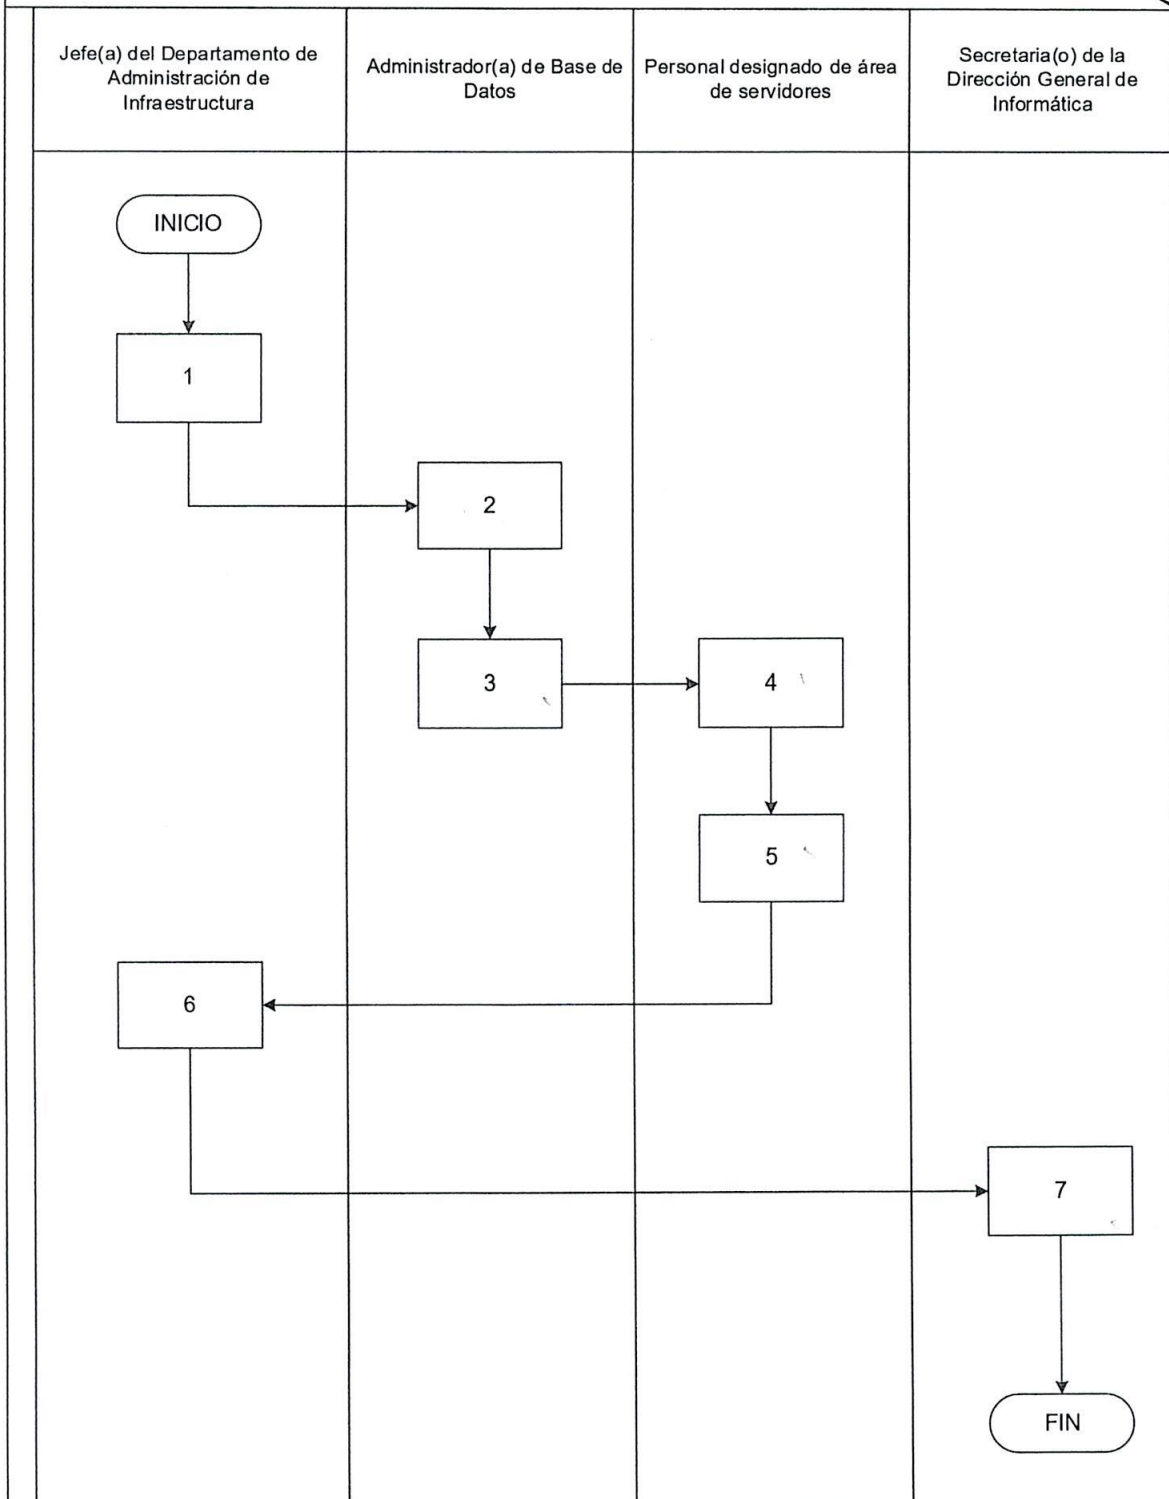 Jefe(a) del Departamento de
Administración de
Infraestructura
Administrador(a) de Base de
Datos
Personal designado de área
de servidores
Secretaria(o) de la
Dirección General de
Informática
INICIO
1
2
3
4
5
6
7
FIN